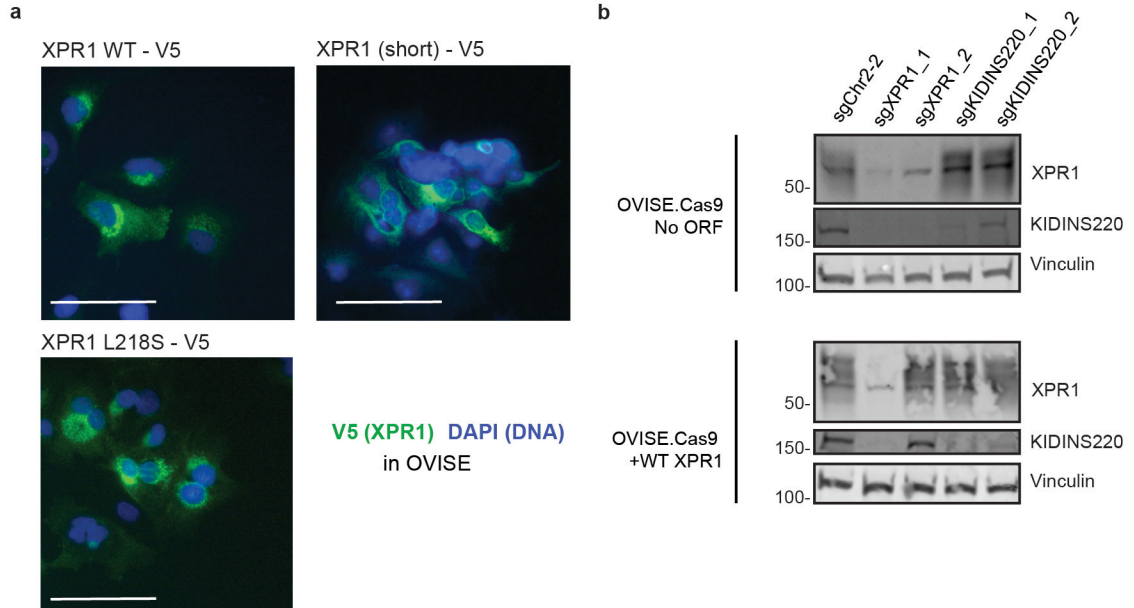 a
XPR1 WT - V5
XPR1 (short) - V5
XPR1 L218S - V5
V5 (XPR1) DAPI (DNA)
in OVISE
b
sgChr2-2
sgXPR1_1
sgXPR1_2
sgKIDINS220_1
sgKIDINS220_2
OVISE.Cas9
No ORF
50-
XPR1
150-
KIDINS220
100-
Vinculin
OVISE.Cas9
+WT XPR1
50-
XPR1
150-
KIDINS220
100-
Vinculin